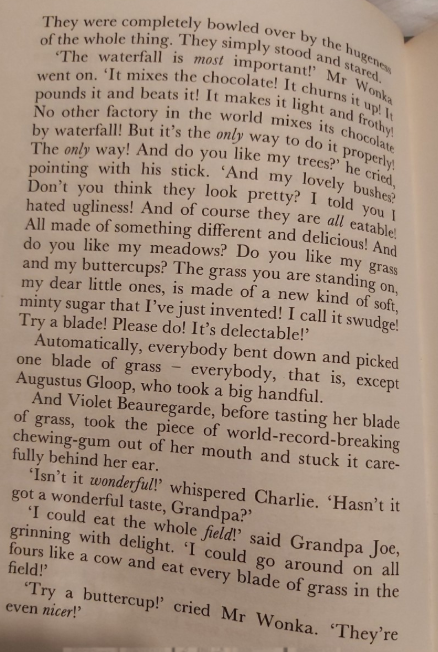 They were completely bowled over by the hugeness
of the whole thing. They simply stood and stared.
‘The waterfall is most important!’ Mr Wonka
went on. ‘It mixes the chocolate! It churns it up! It
pounds it and beats it! It makes it light and frothy!
No other factory in the world mixes its chocolate
by waterfall! But it’s the only way to do it properly!
The only way! And do you like my trees?’ he cried,
pointing with his stick. ‘And my lovely bushes?
Don’t you think they look pretty? I told you I
hated ugliness! And of course they are all eatable!
All made of something different and delicious! And
do you like my meadows? Do you like my grass
and my buttercups? The grass you are standing on,
my dear little ones, is made of a new kind of soft,
minty sugar that I’ve just invented! I call it swudge!
Try a blade! Please do! It’s delectable!’
Automatically, everybody bent down and picked
one blade of grass – everybody, that is, except
Augustus Gloop, who took a big handful.
And Violet Beauregarde, before tasting her blade
of grass, took the piece of world-record-breaking
chewing-gum out of her mouth and stuck it care-
fully behind her ear.
‘Isn’t it wonderful!’ whispered Charlie. ‘Hasn’t it
got a wonderful taste, Grandpa?’
‘I could eat the whole field!’ said Grandpa Joe,
grinning with delight. ‘I could go around on all
fours like a cow and eat every blade of grass in the
field!’
‘Try a buttercup!’ cried Mr Wonka. ‘They’re
even nicer!’